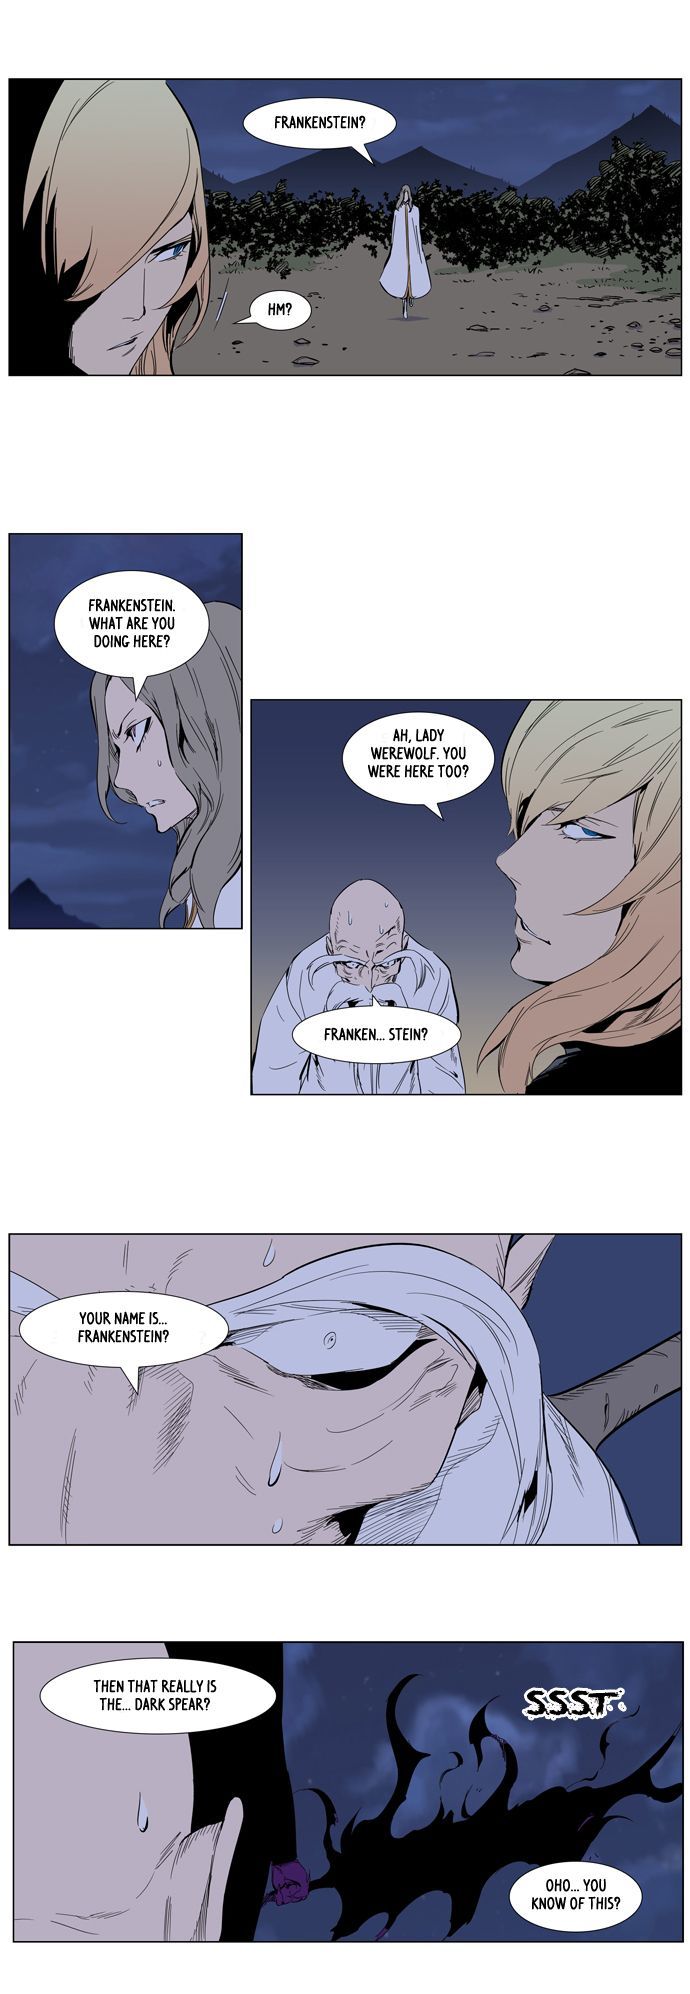 FRANKENSTEIN?
HM?
FRANKENSTEIN.
WHAT ARE YOU
DOING HERE?
AH, LADY
WEREWOLF. YOU
WERE HERE TOO?
FRANKEN... STEIN?
YOUR NAME IS...
FRANKENSTEIN?
THEN THAT REALLY IS
THE... DARK SPEAR?
SSST
OHO... YOU
KNOW OF THIS?